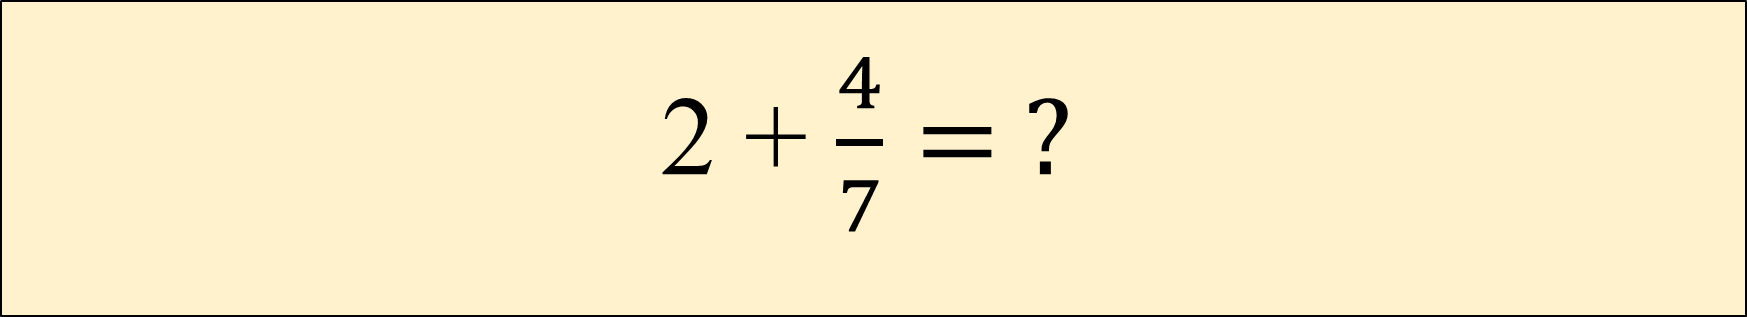 2 + 4/7 = ?